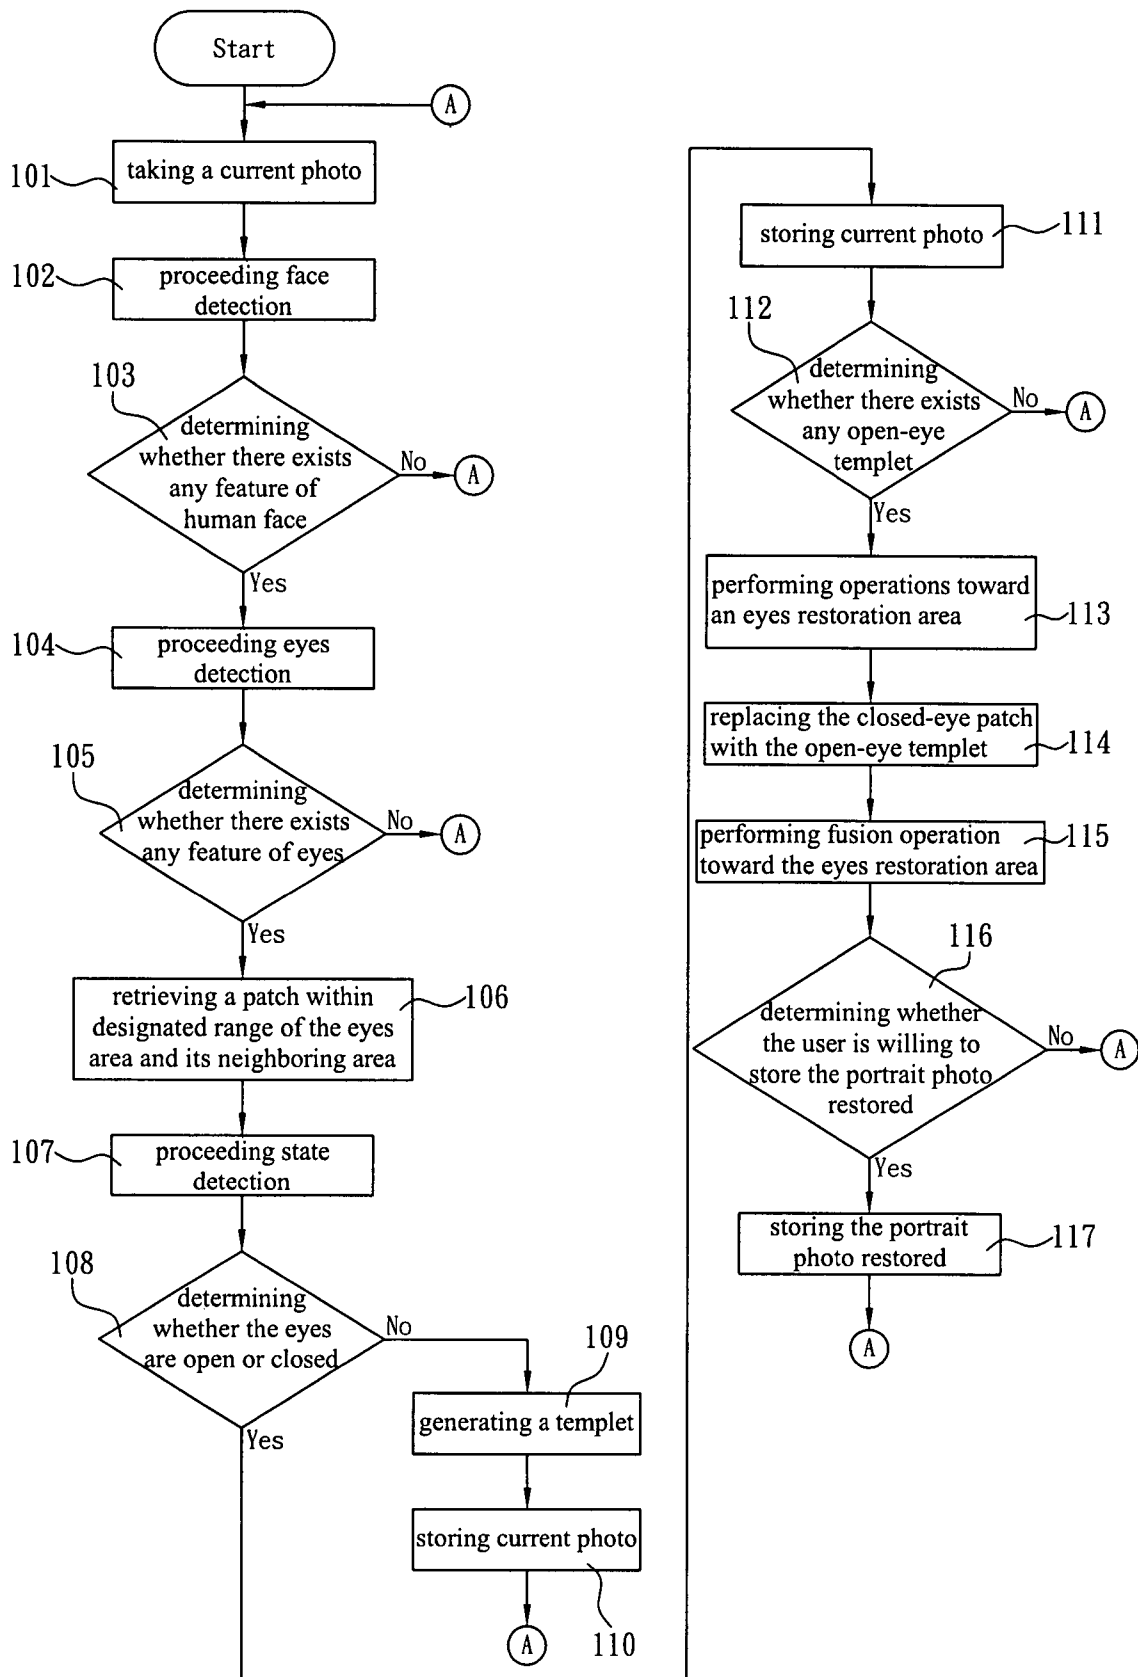 Start
A
101
taking a current photo
102
proceeding face
detection
103
determining
whether there exists
any feature of
human face
No
A
Yes
104
proceeding eyes
detection
105
determining
whether there exists
any feature of eyes
No
A
Yes
106
retrieving a patch within
designated range of the eyes
area and its neighboring area
107
proceeding state
detection
108
determining
whether the eyes
are open or closed
No
Yes
109
generating a templet
storing current photo
110
A
111
storing current photo
112
determining
whether there exists
any open-eye
templet
No
A
Yes
performing operations toward
an eyes restoration area
113
replacing the closed-eye patch
with the open-eye templet
114
performing fusion operation
toward the eyes restoration area
115
116
determining whether
the user is willing to
store the portrait photo
restored
No
A
Yes
storing the portrait
photo restored
117
A